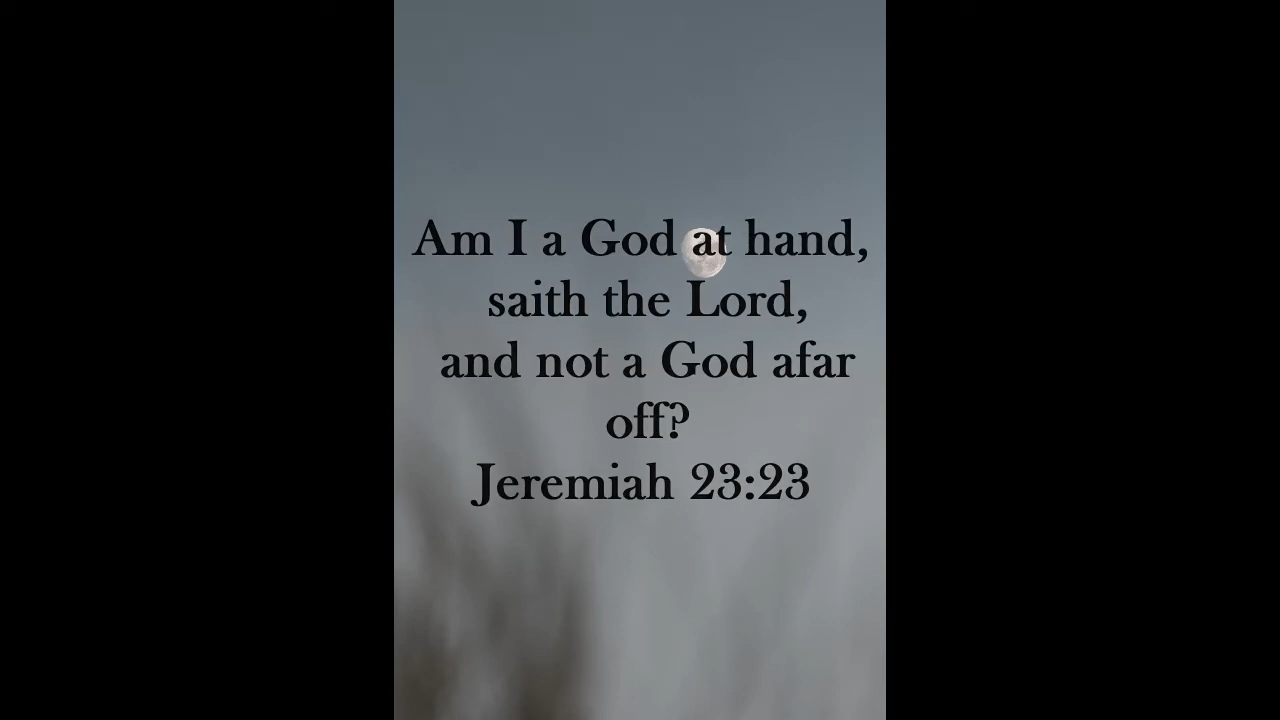 Am I a God at hand,
saith the Lord,
and not a God afar
off?
Jeremiah 23:23